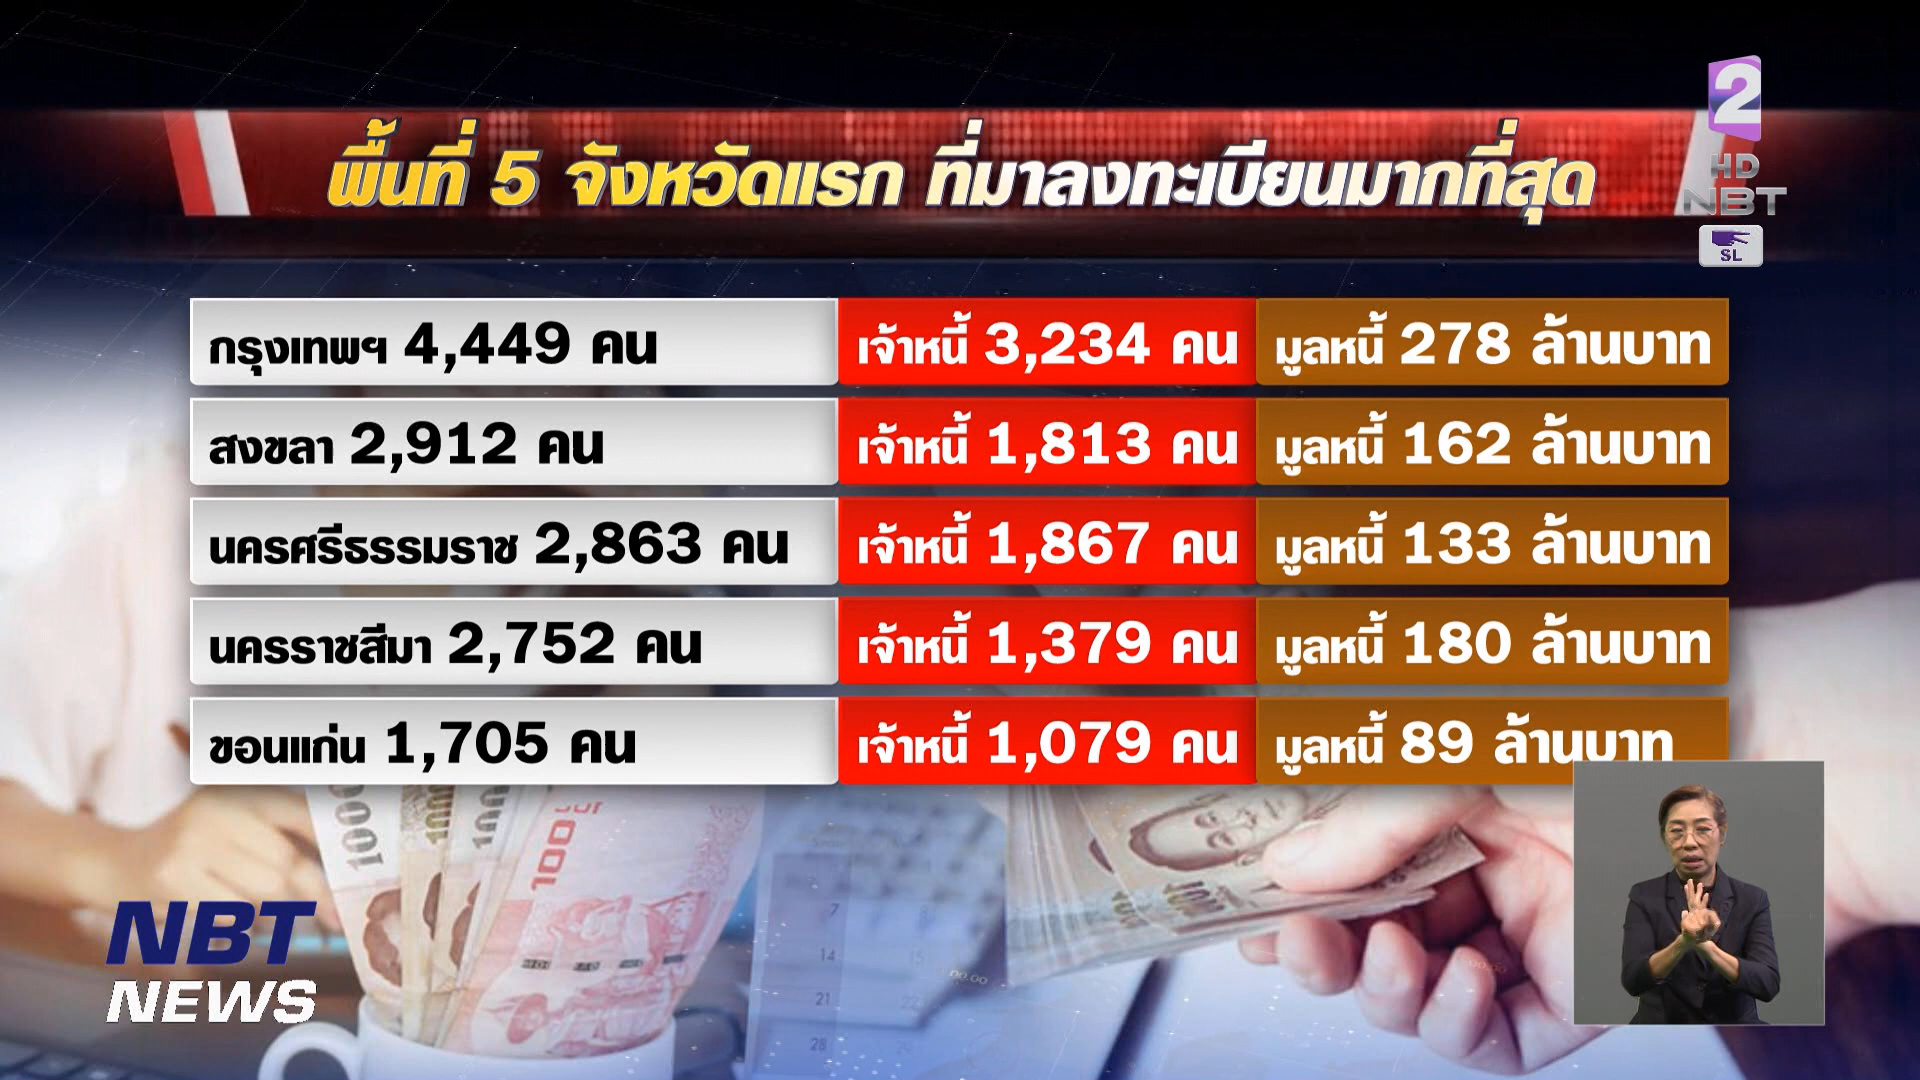 พื้นที่ 5 จังหวัดแรก ที่มาลงทะเบียนมากที่สุด
2
HD
NBT
SL
กรุงเทพฯ 4,449 คน เจ้าหนี้ 3,234 คน มูลหนี้ 278 ล้านบาท
สงขลา 2,912 คน เจ้าหนี้ 1,813 คน มูลหนี้ 162 ล้านบาท
นครศรีธรรมราช 2,863 คน เจ้าหนี้ 1,867 คน มูลหนี้ 133 ล้านบาท
นครราชสีมา 2,752 คน เจ้าหนี้ 1,379 คน มูลหนี้ 180 ล้านบาท
ขอนแก่น 1,705 คน เจ้าหนี้ 1,079 คน มูลหนี้ 89 ล้านบาท
1000
100
7
14
15
21
22
28
NBT
NEWS